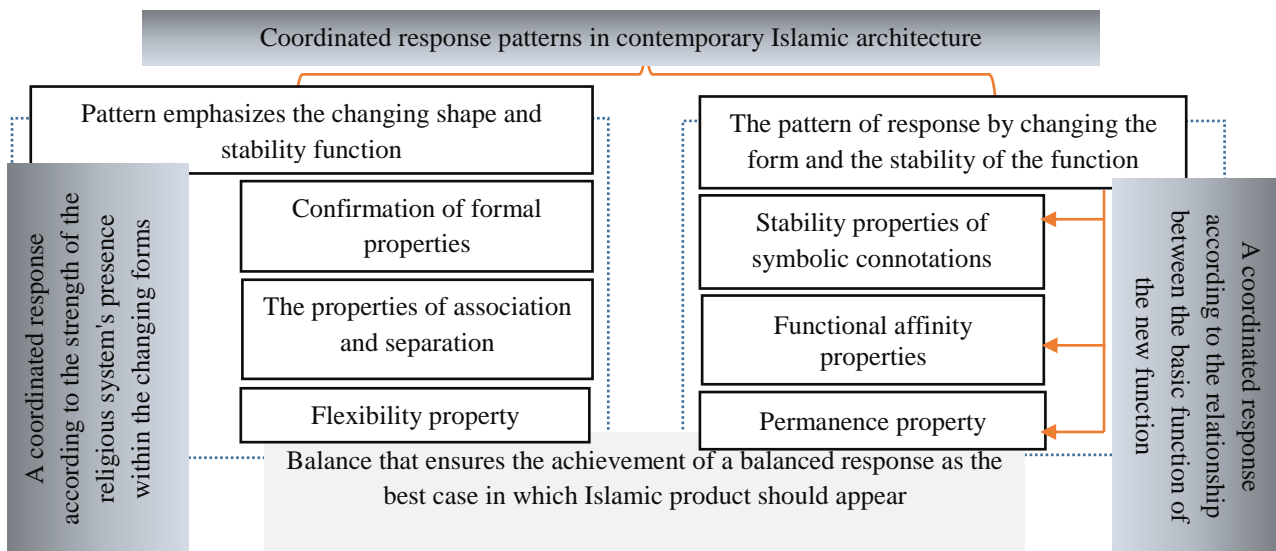 Coordinated response patterns in contemporary Islamic architecture
Pattern emphasizes the changing shape and
stability function
The pattern of response by changing the
form and the stability of the function
A coordinated response
according to the strength of the
religious system's presence
within the changing forms
Confirmation of formal
properties
The properties of association
and separation
Flexibility property
Stability properties of
symbolic connotations
Functional affinity
properties
Permanence property
A coordinated response
according to the relationship
between the basic function of
the new function
Balance that ensures the achievement of a balanced response as the
best case in which Islamic product should appear